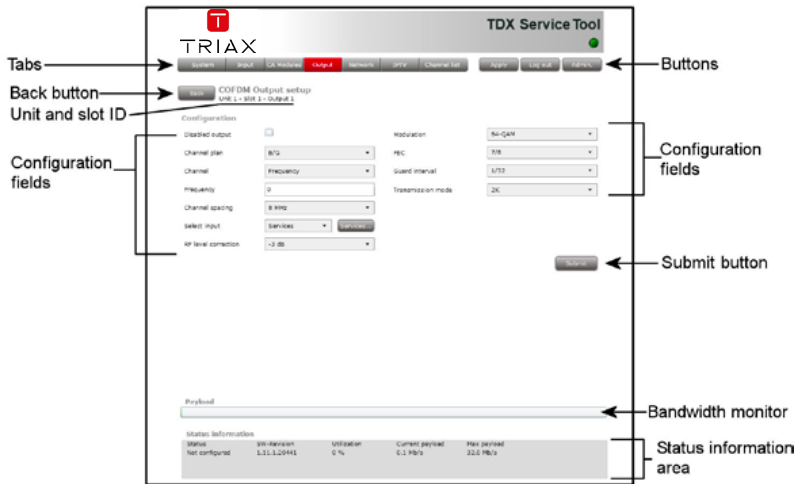 TRIAX
TDX Service Tool
Tabs
System Input CA Modules Output Network IPTV Channel list Apply Log out Admin.
Buttons
Back button
Back COFDM Output setup
Unit 1 - Slot 1 - Output 1
Unit and slot ID
Configuration
Disabled output
Modulation 64-QAM
Channel plan B/G
FEC 7/8
Configuration fields
Channel Frequency
Guard interval 1/32
Configuration fields
Frequency 0
Transmission mode 2K
Channel spacing 8 MHz
Select input Services Services
RF level correction -3 dB
Submit
Submit button
Payload
Bandwidth monitor
Status information
Status SW-Revision Utilization Current payload Max payload
Not configured 1.11.1.20441 0 % 0.1 Mb/s 32.0 Mb/s
Status information area